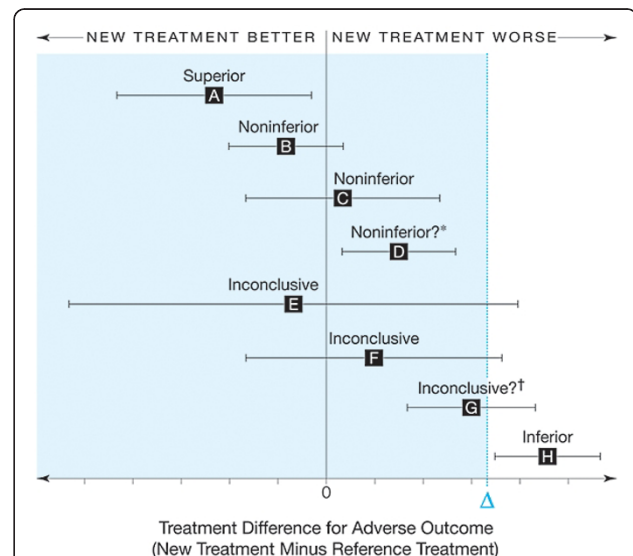 NEW TREATMENT BETTER NEW TREATMENT WORSE
Superior
A
Noninferior
B
Noninferior
C
Noninferior?*
D
Inconclusive
E
Inconclusive
F
Inconclusive?†
G
Inferior
H
0
Δ
Treatment Difference for Adverse Outcome
(New Treatment Minus Reference Treatment)